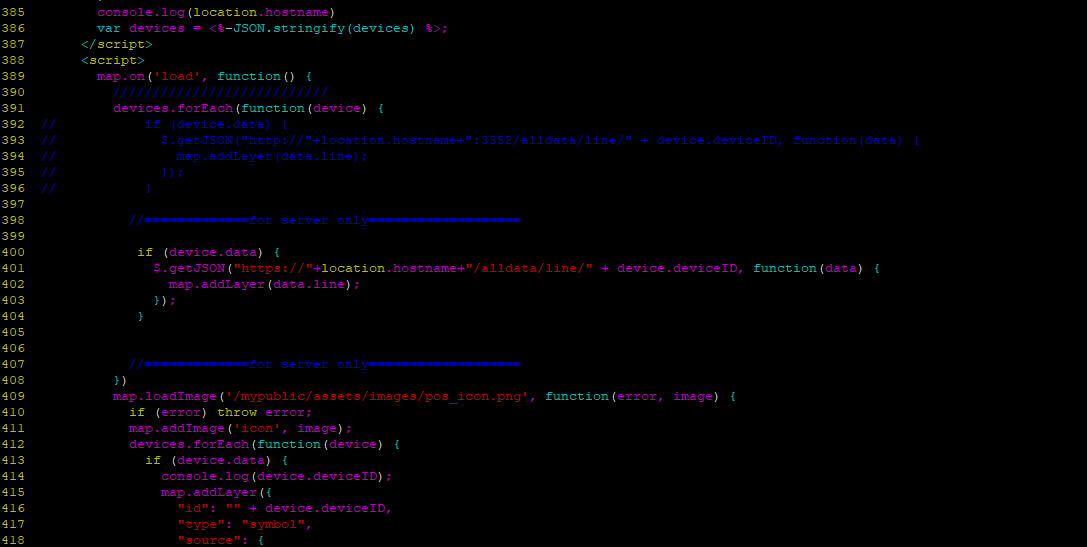 385         console.log(location.hostname)
386         var devices = <%-JSON.stringify(devices) %>;
387       </script>
388       <script>
389         map.on('load', function() {
390           ///////////////////////////
391           devices.forEach(function(device) {
392  //           if (device.data) {
393  //             $.getJSON("http://"+location.hostname+":3352/alldata/line/" + device.deviceID, function(data) {
394  //               map.addLayer(data.line);
395  //             });
396  //           }
397
398             //=============for server only===================
399
400              if (device.data) {
401                $.getJSON("https://"+location.hostname+"/alldata/line/" + device.deviceID, function(data) {
402                  map.addLayer(data.line);
403                });
404              }
405
406
407             //=============for server only===================
408           })
409           map.loadImage('/mypublic/assets/images/pos_icon.png', function(error, image) {
410             if (error) throw error;
411             map.addImage('icon', image);
412             devices.forEach(function(device) {
413               if (device.data) {
414                 console.log(device.deviceID);
415                 map.addLayer({
416                   "id": "" + device.deviceID,
417                   "type": "symbol",
418                   "source": {